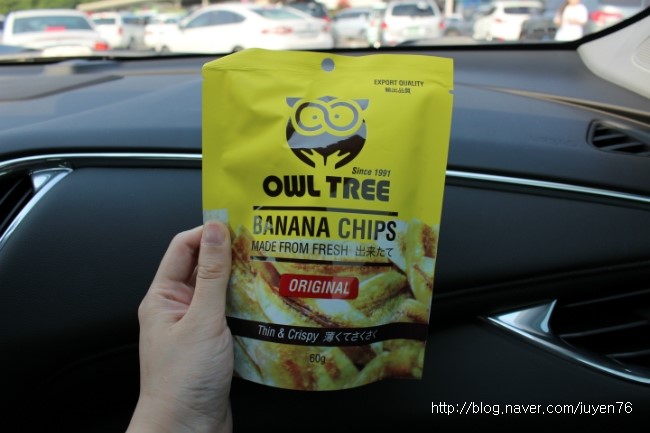 EXPORT QUALITY
輸出品質
Since 1991
OWL TREE
BANANA CHIPS
MADE FROM FRESH 出来たて
ORIGINAL
Thin & Crispy 薄くてさくさく
60g
http://blog.naver.com/juyen76